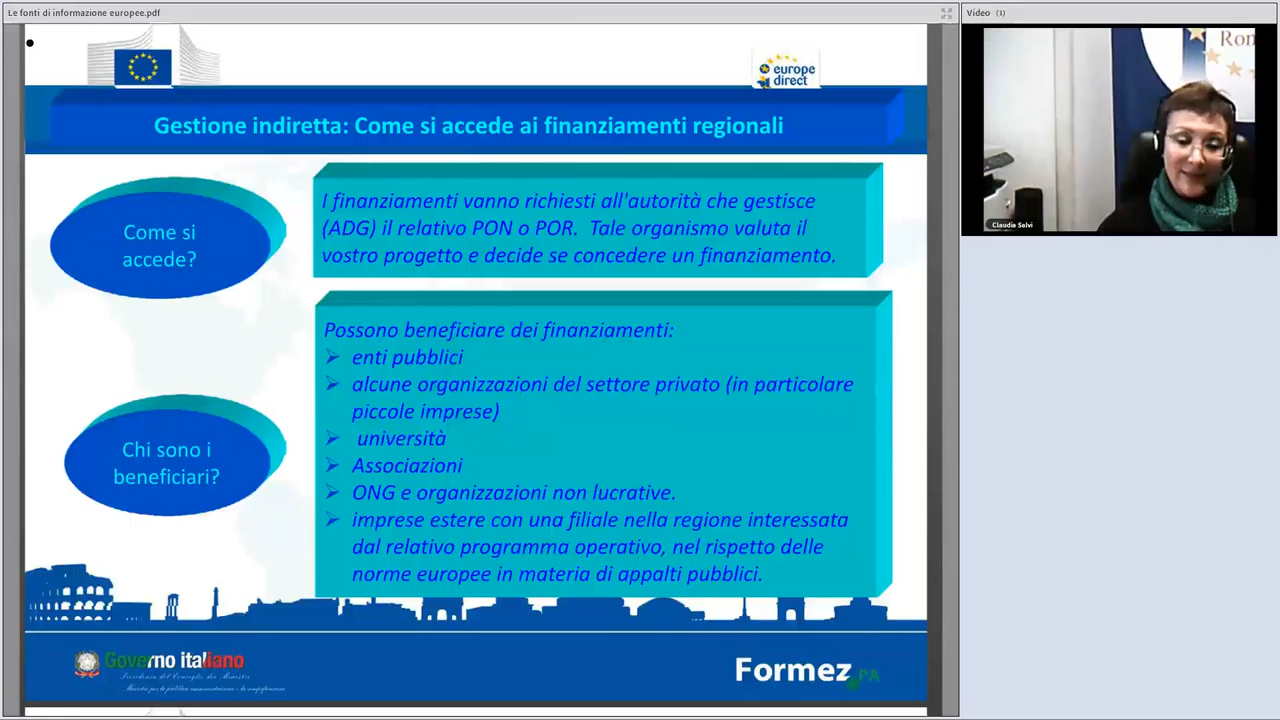 Le fonti di informazione europee.pdf
Video (1)
Rom
europe
direct
Gestione indiretta: Come si accede ai finanziamenti regionali
Come si
accede?
I finanziamenti vanno richiesti all'autorità che gestisce
(ADG) il relativo PON o POR. Tale organismo valuta il
vostro progetto e decide se concedere un finanziamento.
Claudia Salvi
Chi sono i
beneficiari?
Possono beneficiare dei finanziamenti:
enti pubblici
alcune organizzazioni del settore privato (in particolare
piccole imprese)
università
Associazioni
ONG e organizzazioni non lucrative.
imprese estere con una filiale nella regione interessata
dal relativo programma operativo, nel rispetto delle
norme europee in materia di appalti pubblici.
Governo italiano
Presidenza del Consiglio dei Ministri
Ministro per la pubblica amministrazione e la semplificazione
Formez PA